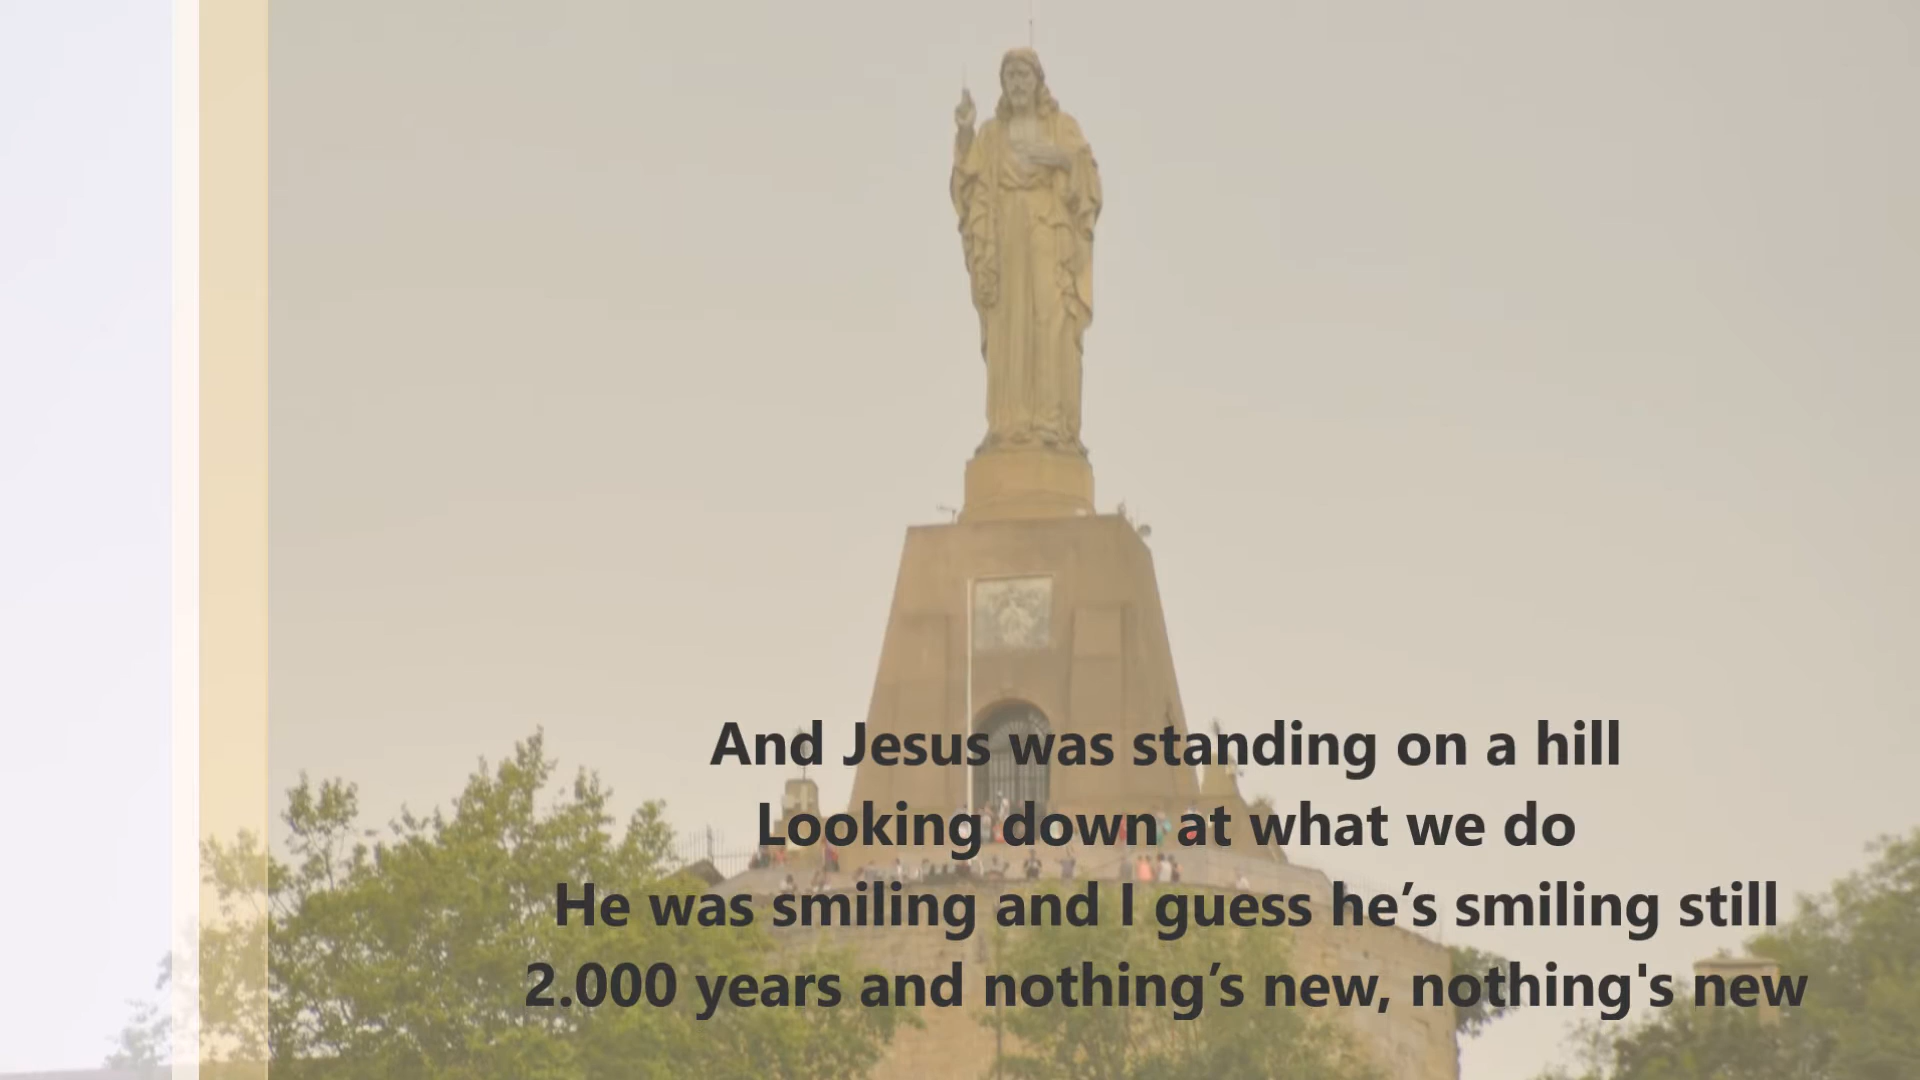 And Jesus was standing on a hill
Looking down at what we do
He was smiling and I guess he’s smiling still
2.000 years and nothing’s new, nothing's new